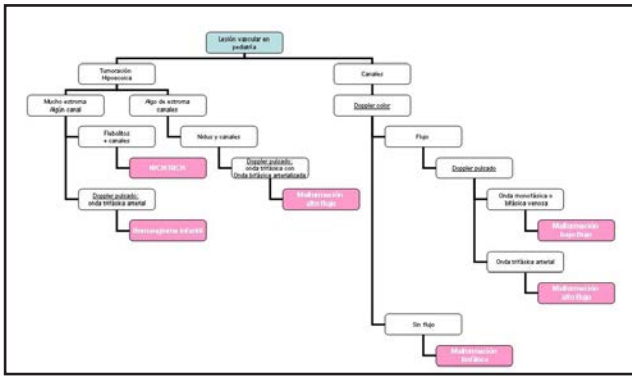 Lesión vascular en
pediatría
Tumoración
Hipoecoica
Canales
Mucho estroma
Algún canal
Algo de estroma
canales
Doppler color
Flebolitos
+ canales
Nidus y canales
Flujo
RICH NICH
Doppler pulsado:
onda trifásica con
Onda bifásica arterializada
Doppler pulsado
Doppler pulsado:
onda trifásica arterial
Malformación
alto flujo
Onda monofásica o
bifásica venosa
Hemangioma infantil
Malformación
bajo flujo
Onda trifásica arterial
Malformación
alto flujo
Sin flujo
Malformación
linfática